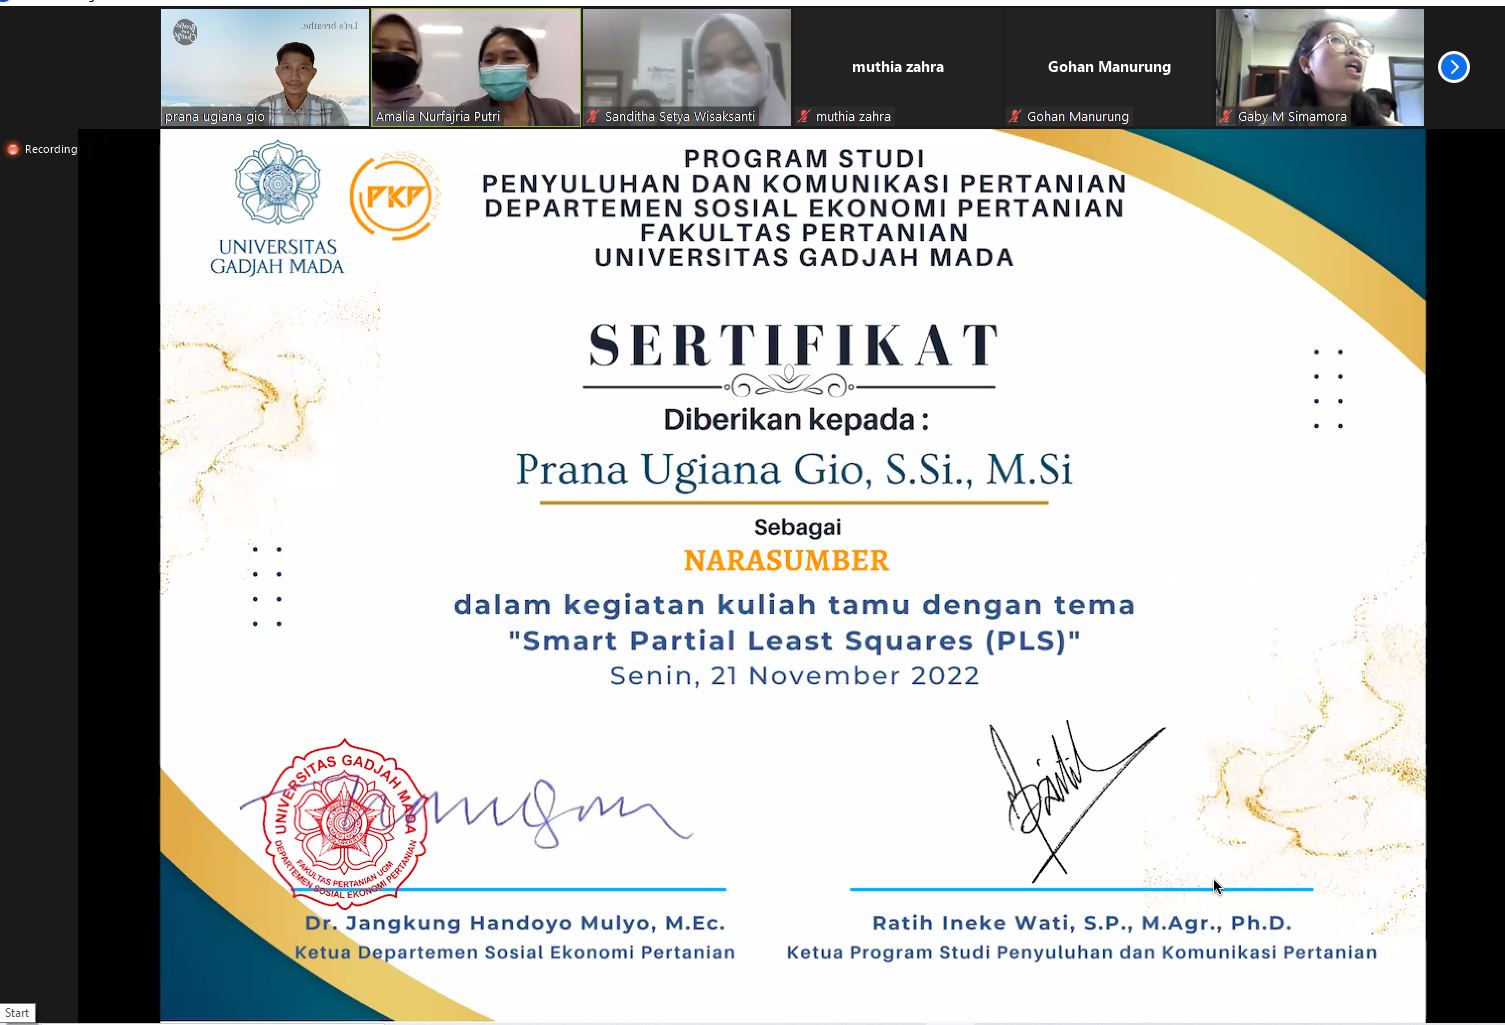 Let's breathe.
prana ugiana gio
Amalia Nurfajria Putri
Sanditha Setya Wisaksanti
muthia zahra
muthia zahra
Gohan Manurung
Gohan Manurung
Gaby M Simamora
Recording
UNIVERSITAS
GADJAH MADA
PKP
PROGRAM STUDI
PENYULUHAN DAN KOMUNIKASI PERTANIAN
DEPARTEMEN SOSIAL EKONOMI PERTANIAN
FAKULTAS PERTANIAN
UNIVERSITAS GADJAH MADA
SERTIFIKAT
Diberikan kepada :
Prana Ugiana Gio, S.Si., M.Si
Sebagai
NARASUMBER
dalam kegiatan kuliah tamu dengan tema
"Smart Partial Least Squares (PLS)"
Senin, 21 November 2022
UNIVERSITAS GADJAH MADA
FAKULTAS PERTANIAN UGM
DEPARTEMEN SOSIAL EKONOMI PERTANIAN
Dr. Jangkung Handoyo Mulyo, M.Ec.
Ketua Departemen Sosial Ekonomi Pertanian
Ratih Ineke Wati, S.P., M.Agr., Ph.D.
Ketua Program Studi Penyuluhan dan Komunikasi Pertanian
Start